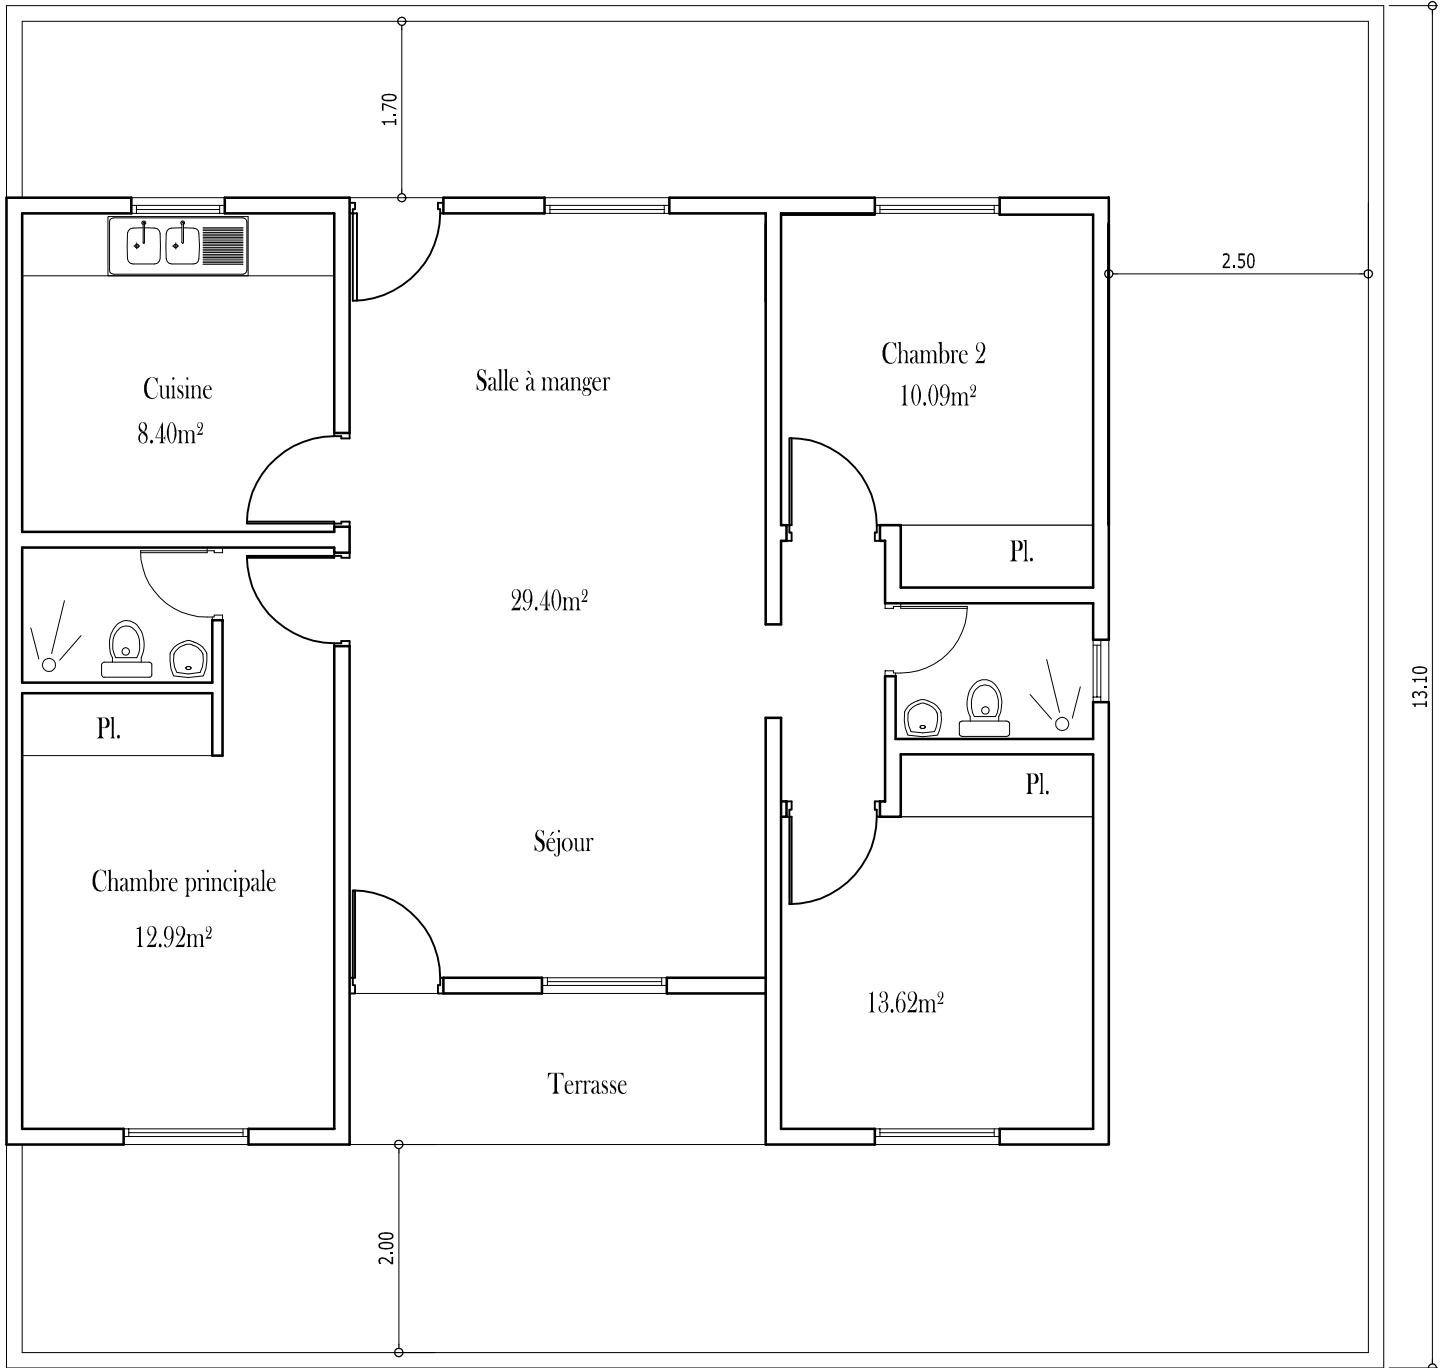 1.70
2.50
Chambre 2
10.09m²
Salle à manger
Cuisine
8.40m²
Pl.
29.40m²
13.10
Pl.
Pl.
Séjour
Chambre principale
12.92m²
13.62m²
Terrasse
2.00